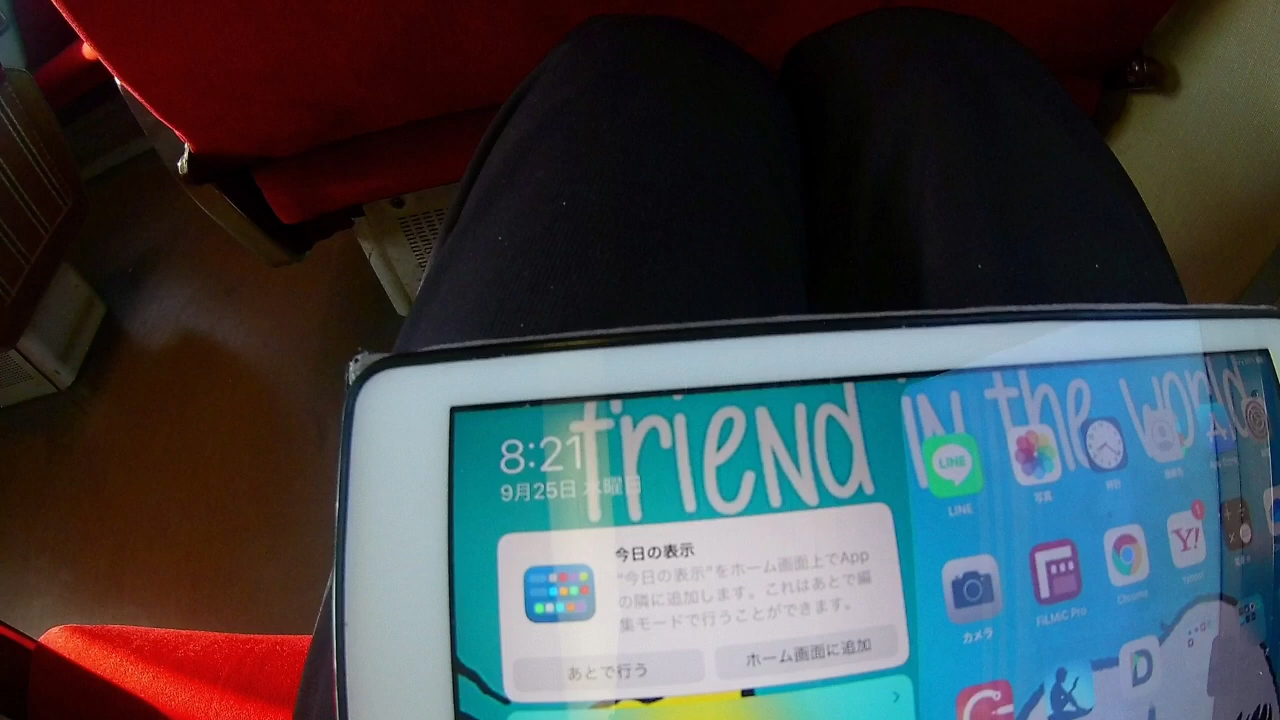 friend IN the world
8:21
9月25日 水曜日
今日の表示
"今日の表示"をホーム画面上でApp
の隣に追加します。これはあとで編
集モードで行うことができます。
あとで行う
ホーム画面に追加
LINE
LINE
写真
時計
カメラ
FiLMiC Pro
Chrome
Y!
1
Yahoo!
D